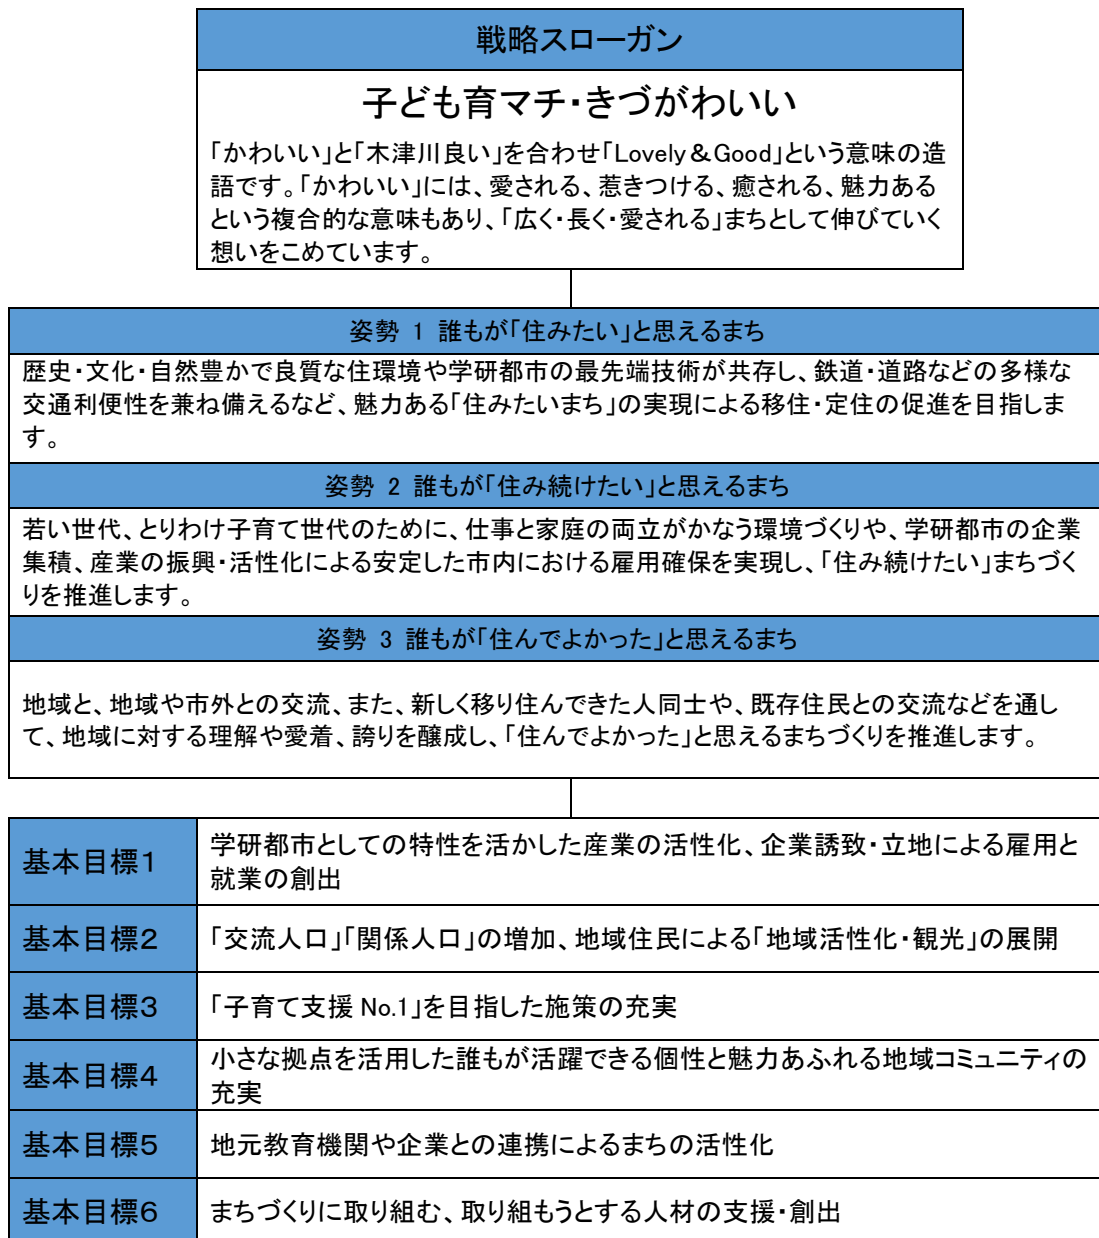 戦略スローガン
子ども育マチ・きづがわいい
「かわいい」と「木津川良い」を合わせ「Lovely&Good」という意味の造
語です。「かわいい」には、愛される、惹きつける、癒される、魅力ある
という複合的な意味もあり、「広く・長く・愛される」まちとして伸びていく
想いをこめています。
姿勢 1 誰もが「住みたい」と思えるまち
歴史・文化・自然豊かで良質な住環境や学研都市の最先端技術が共存し、鉄道・道路などの多様な
交通利便性を兼ね備えるなど、魅力ある「住みたいまち」の実現による移住・定住の促進を目指しま
す。
姿勢 2 誰もが「住み続けたい」と思えるまち
若い世代、とりわけ子育て世代のために、仕事と家庭の両立がかなう環境づくりや、学研都市の企業
集積、産業の振興・活性化による安定した市内における雇用確保を実現し、「住み続けたい」まちづく
りを推進します。
姿勢 3 誰もが「住んでよかった」と思えるまち
地域と、地域や市外との交流、また、新しく移り住んできた人同士や、既存住民との交流などを通し
て、地域に対する理解や愛着、誇りを醸成し、「住んでよかった」と思えるまちづくりを推進します。
基本目標1
学研都市としての特性を活かした産業の活性化、企業誘致・立地による雇用と
就業の創出
基本目標2
「交流人口」「関係人口」の増加、地域住民による「地域活性化・観光」の展開
基本目標3
「子育て支援 No.1」を目指した施策の充実
基本目標4
小さな拠点を活用した誰もが活躍できる個性と魅力あふれる地域コミュニティの
充実
基本目標5
地元教育機関や企業との連携によるまちの活性化
基本目標6
まちづくりに取り組む、取り組もうとする人材の支援・創出